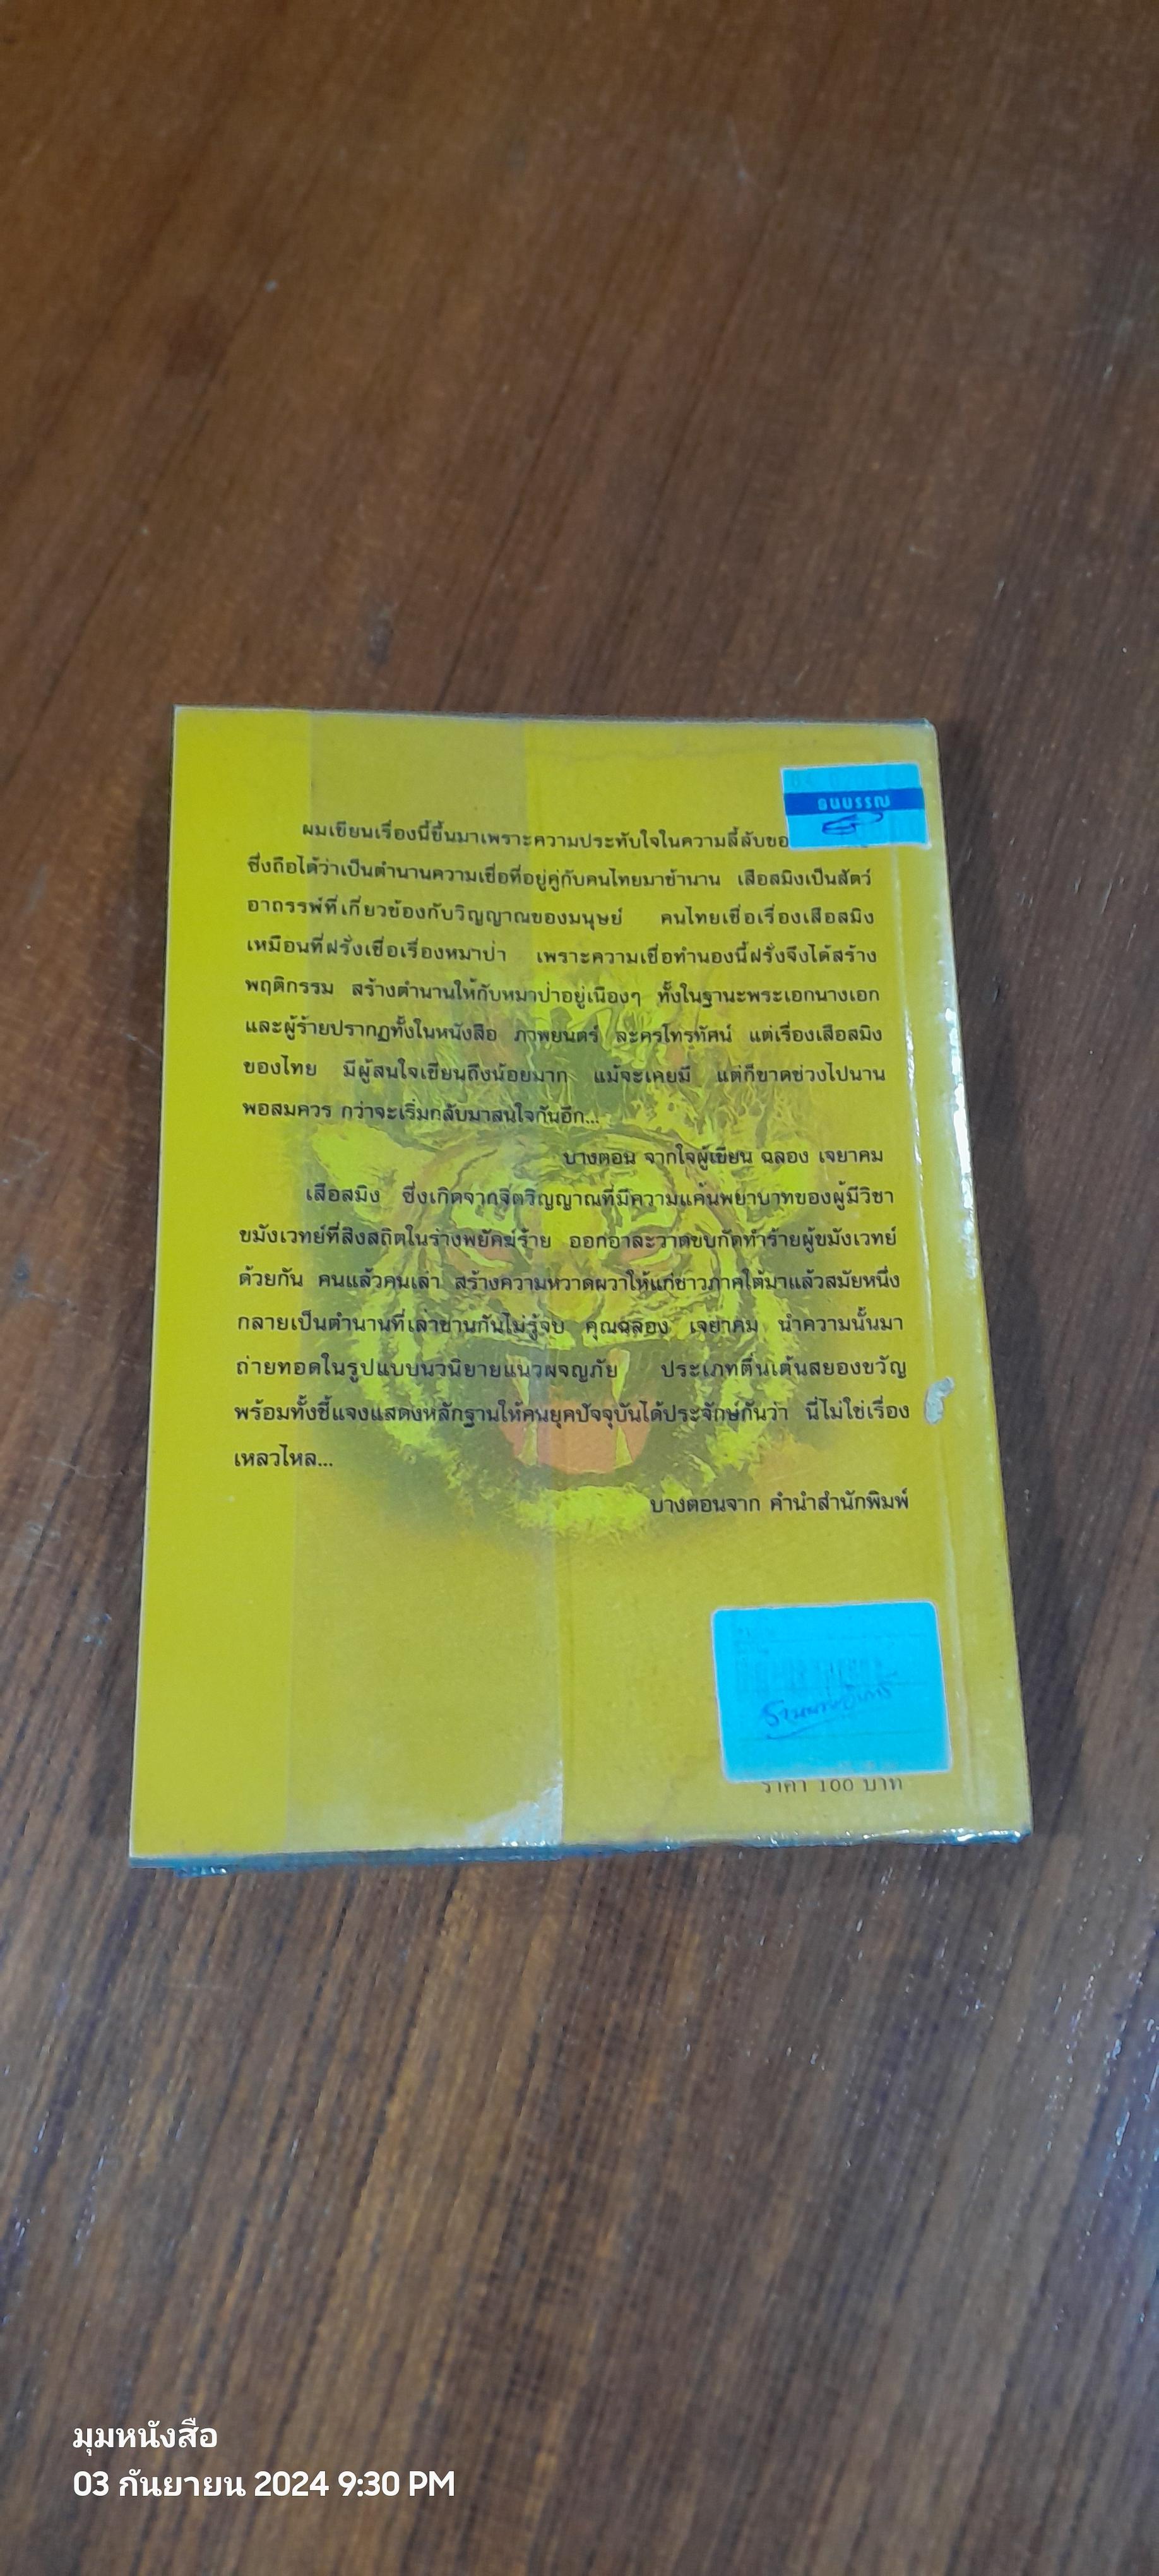 ธนบรรณ
ผมเขียนเรื่องนี้ขึ้นมาเพราะความประทับใจในความลี้ลับขอ
ซึ่งถือได้ว่าเป็นตำนานความเชื่อที่อยู่คู่กับคนไทยมาช้านาน เสือสมิงเป็นสัตว์
อาถรรพ์ที่เกี่ยวข้องกับวิญญาณของมนุษย์ คนไทยเชื่อเรื่องเสือสมิง
เหมือนที่ฝรั่งเชื่อเรื่องหมาป่า เพราะความเชื่อทำนองนี้ฝรั่งจึงได้สร้าง
พฤติกรรม สร้างตำนานให้กับหมาป่าอยู่เนืองๆ ทั้งในฐานะพระเอกนางเอก
และผู้ร้ายปรากฏทั้งในหนังสือ ภาพยนตร์ ละครโทรทัศน์ แต่เรื่องเสือสมิง
ของไทย มีผู้สนใจเขียนถึงน้อยมาก แม้จะเคยมี แต่ก็ขาดช่วงไปนาน
พอสมควร กว่าจะเริ่มกลับมาสนใจกันอีก...
บางตอน จากใจผู้เขียน ฉลอง เจยาคม
เสือสมิง ซึ่งเกิดจากจิตวิญญาณที่มีความแค้นพยาบาทของผู้มีวิชา
ขมังเวทย์ที่สิงสถิตในร่างพยัคฆ์ร้าย ออกอาละวาดขบกัดทำร้ายผู้ขมังเวทย์
ด้วยกัน คนแล้วคนเล่า สร้างความหวาดผวาให้แก่ชาวภาคใต้มาแล้วสมัยหนึ่ง
กลายเป็นตำนานที่เล่าขานกันไม่รู้จบ คุณฉลอง เจยาคม นำความนั้นมา
ถ่ายทอดในรูปแบบนวนิยายแนวผจญภัย ประเภทตื่นเต้นสยองขวัญ
พร้อมทั้งชี้แจงแสดงหลักฐานให้คนยุคปัจจุบันได้ประจักษ์กันว่า นี่ไม่ใช่เรื่อง
เหลวไหล...
บางตอนจาก คำนำสำนักพิมพ์
ราคา 100 บาท
มุมหนังสือ
03 กันยายน 2024 9:30 PM